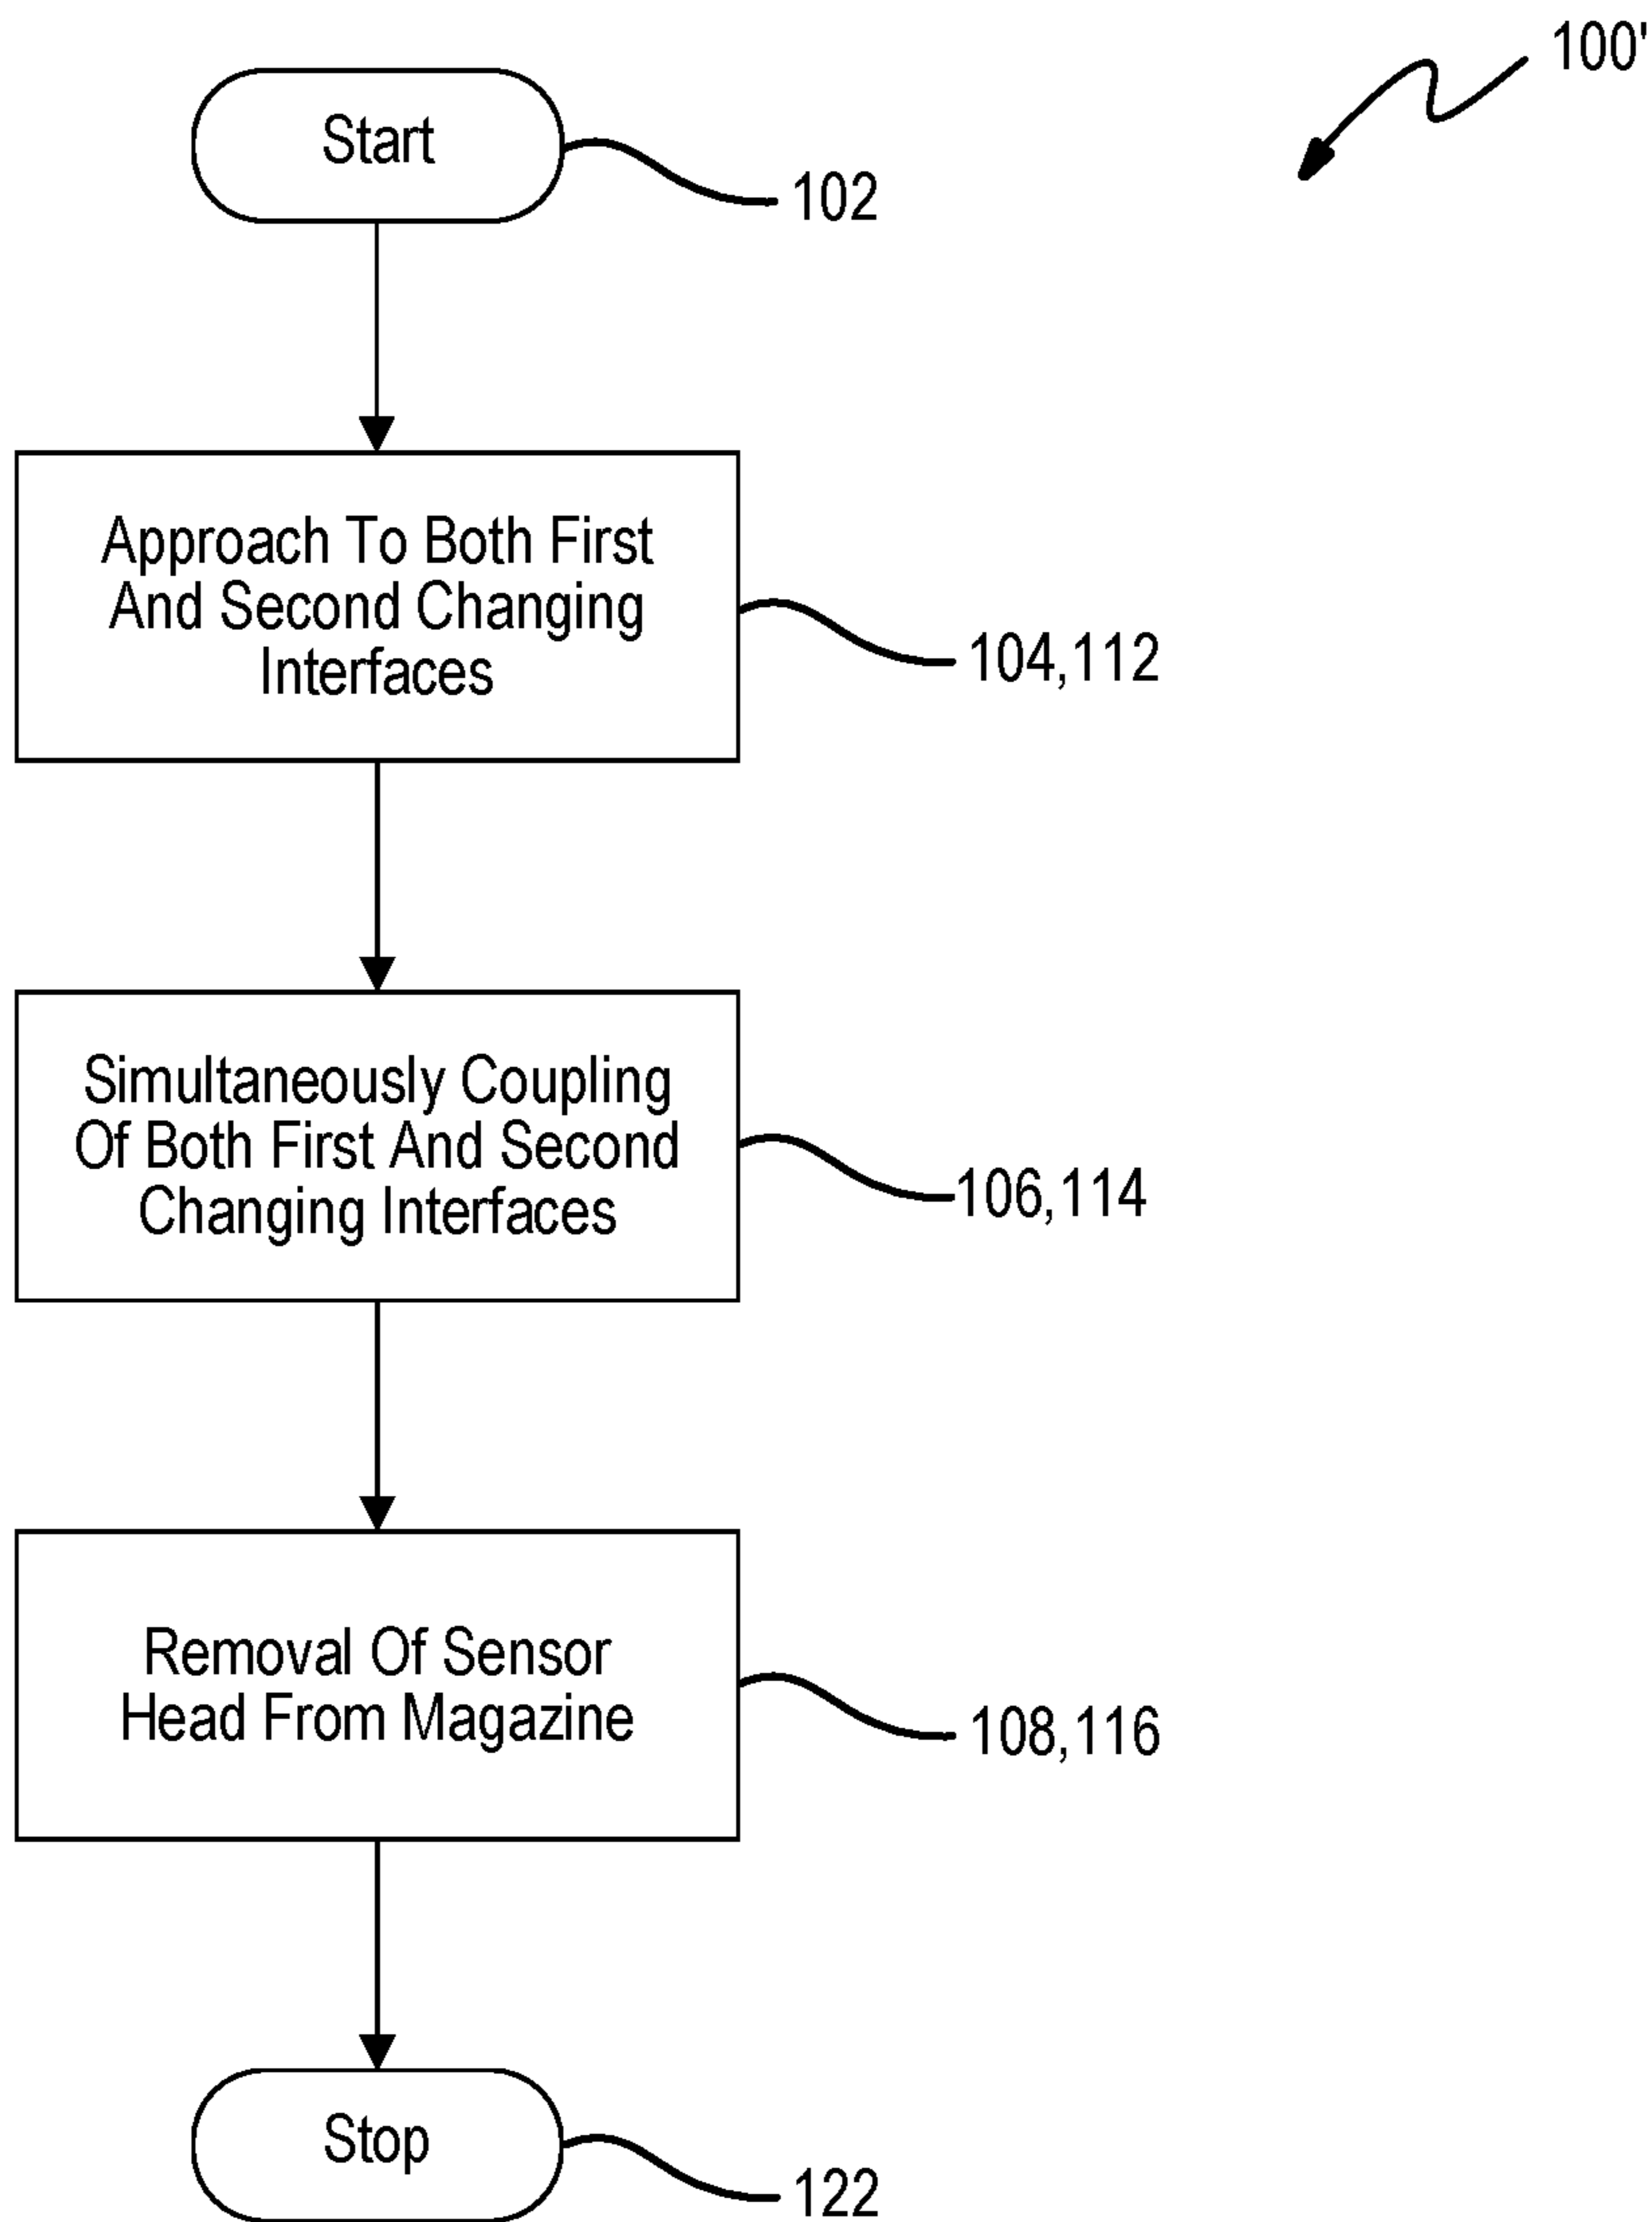 100'
Start
102
Approach To Both First
And Second Changing
Interfaces
104,112
Simultaneously Coupling
Of Both First And Second
Changing Interfaces
106,114
Removal Of Sensor
Head From Magazine
108,116
Stop
122